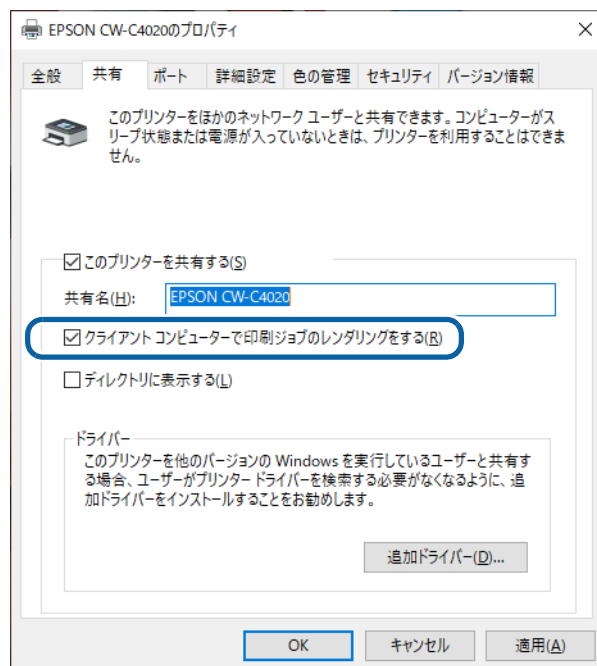 EPSON CW-C4020のプロパティ
全般 共有 ポート 詳細設定 色の管理 セキュリティ バージョン情報
このプリンターをほかのネットワーク ユーザーと共有できます。コンピューターがス
リープ状態または電源が入っていないときは、プリンターを利用することはできま
せん。
このプリンターを共有する(S)
共有名(H): EPSON CW-C4020
クライアント コンピューターで印刷ジョブのレンダリングをする(R)
ディレクトリに表示する(L)
ドライバー
このプリンターを他のバージョンの Windows を実行しているユーザーと共有す
る場合、ユーザーがプリンター ドライバーを検索する必要がなくなるように、追
加ドライバーをインストールすることをお勧めします。
追加ドライバー(D)...
OK キャンセル 適用(A)